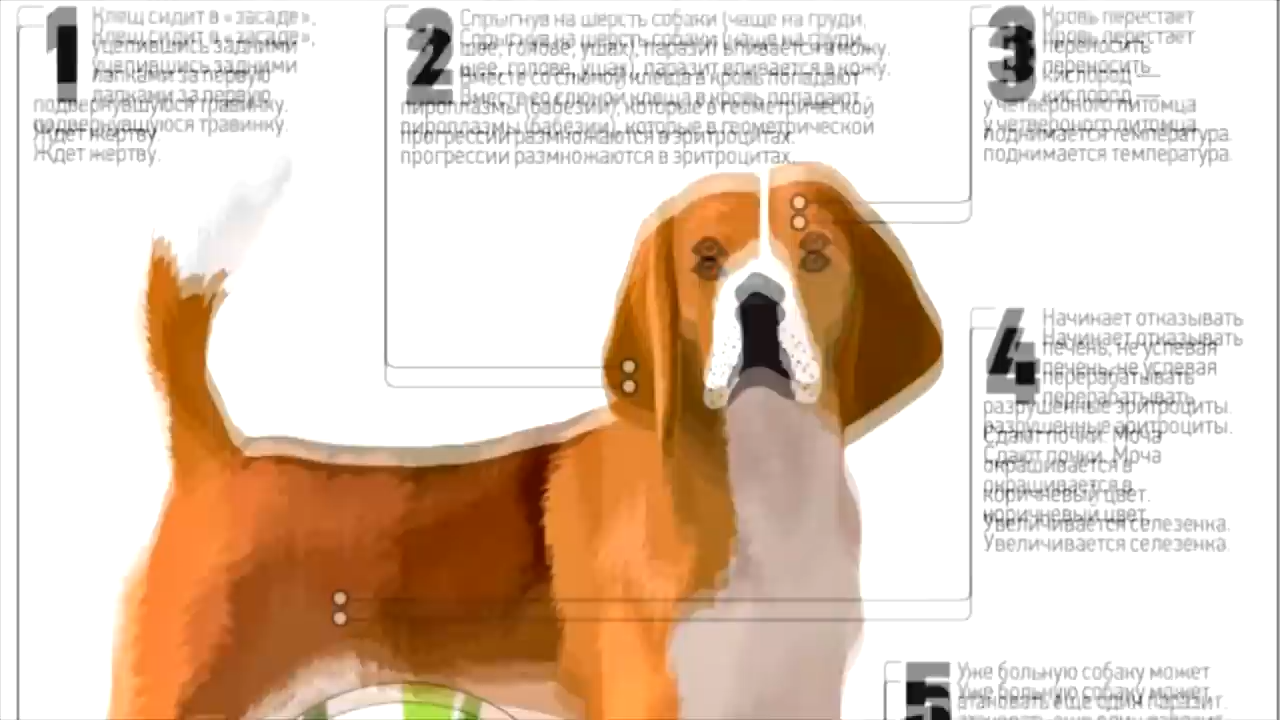 1
Клещ сидит в «засаде»,
уцепившись задними
лапками за первую
подвернувшуюся травинку.
Ждет жертву.
2
Спрыгнув на шерсть собаки (чаще на груди,
шее, голове, ушах), паразит впивается в кожу.
Вместе со слюной клеща в кровь попадают
пироплазмы (бабезии), которые в геометрической
прогрессии размножаются в эритроцитах.
3
Кровь перестает
переносить
кислород —
у четвероного питомца
поднимается температура.
4
Начинает отказывать
печень, не успевая
перерабатывать
разрушенные эритроциты.
Сдают почки. Моча
окрашивается в
коричневый цвет.
Увеличивается селезенка.
5
Уже больную собаку может
атаковать еще один паразит.